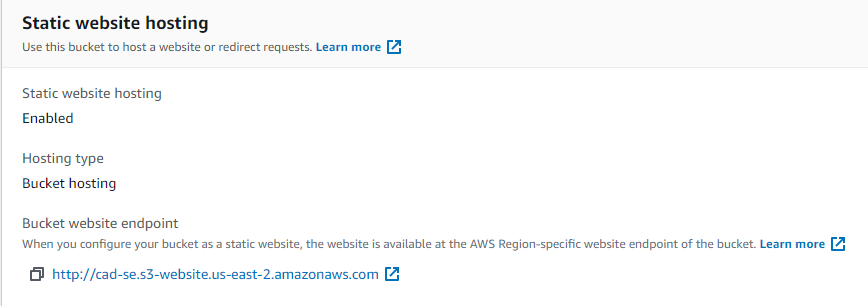 Static website hosting
Use this bucket to host a website or redirect requests. Learn more
Static website hosting
Enabled
Hosting type
Bucket hosting
Bucket website endpoint
When you configure your bucket as a static website, the website is available at the AWS Region-specific website endpoint of the bucket. Learn more
http://cad-se.s3-website.us-east-2.amazonaws.com